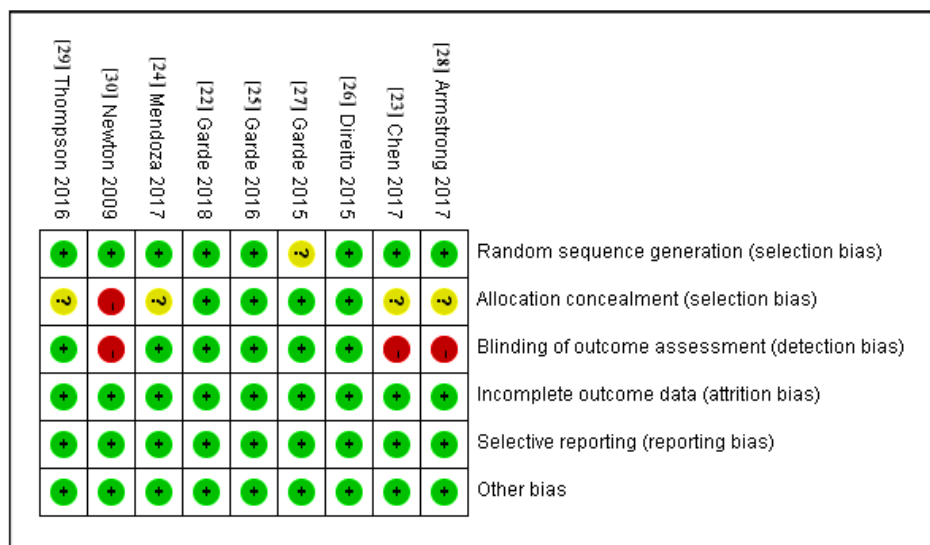 [29] Thompson 2016
[30] Newton 2009
[24] Mendoza 2017
[22] Garde 2018
[25] Garde 2016
[27] Garde 2015
[26] Direito 2015
[23] Chen 2017
[28] Armstrong 2017
+ + + + + ? + + + Random sequence generation (selection bias)
? - ? + + + + ? ? Allocation concealment (selection bias)
+ - + + + + + - - Blinding of outcome assessment (detection bias)
+ + + + + + + + + Incomplete outcome data (attrition bias)
+ + + + + + + + + Selective reporting (reporting bias)
+ + + + + + + + + Other bias